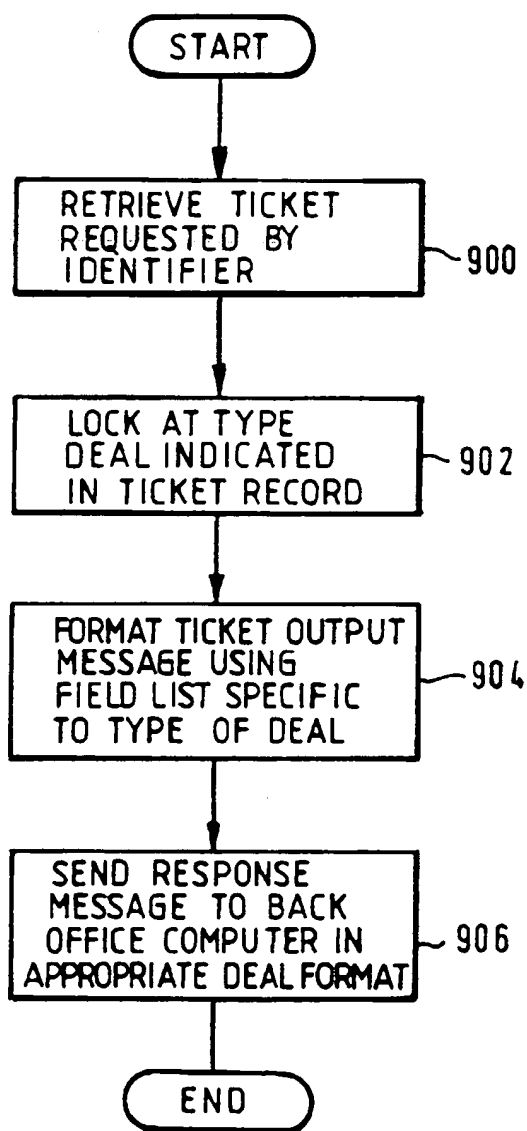 START
RETRIEVE TICKET
REQUESTED BY
IDENTIFIER
900
LOCK AT TYPE
DEAL INDICATED
IN TICKET RECORD
902
FORMAT TICKET OUTPUT
MESSAGE USING
FIELD LIST SPECIFIC
TO TYPE OF DEAL
904
SEND RESPONSE
MESSAGE TO BACK
OFFICE COMPUTER IN
APPROPRIATE DEAL FORMAT
906
END